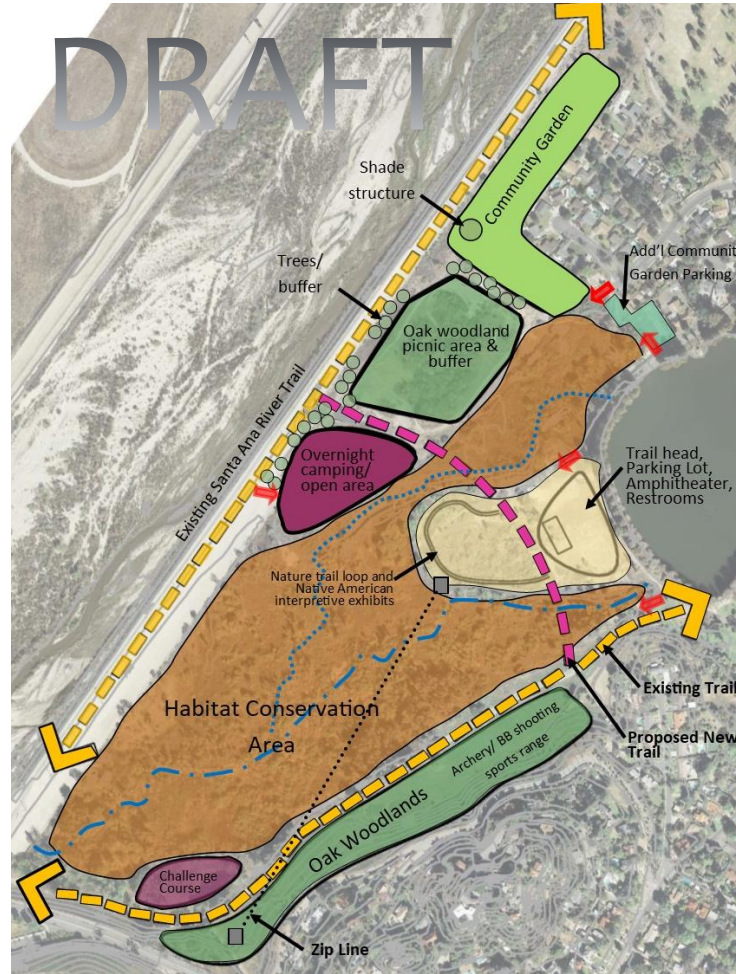 DRAFT
Shade
structure
Community Garden
Trees/
buffer
Add'l Communit
Garden Parking
Oak woodland
picnic area &
buffer
Existing Santa Ana River Trail
Overnight
camping/
open area
Trail head,
Parking Lot,
Amphitheater,
Restrooms
Nature trail loop and
Native American
interpretive exhibits
Habitat Conservation
Area
Existing Trail
Proposed New
Trail
Archery/ BB shooting
sports range
Oak Woodlands
Challenge
Course
Zip Line